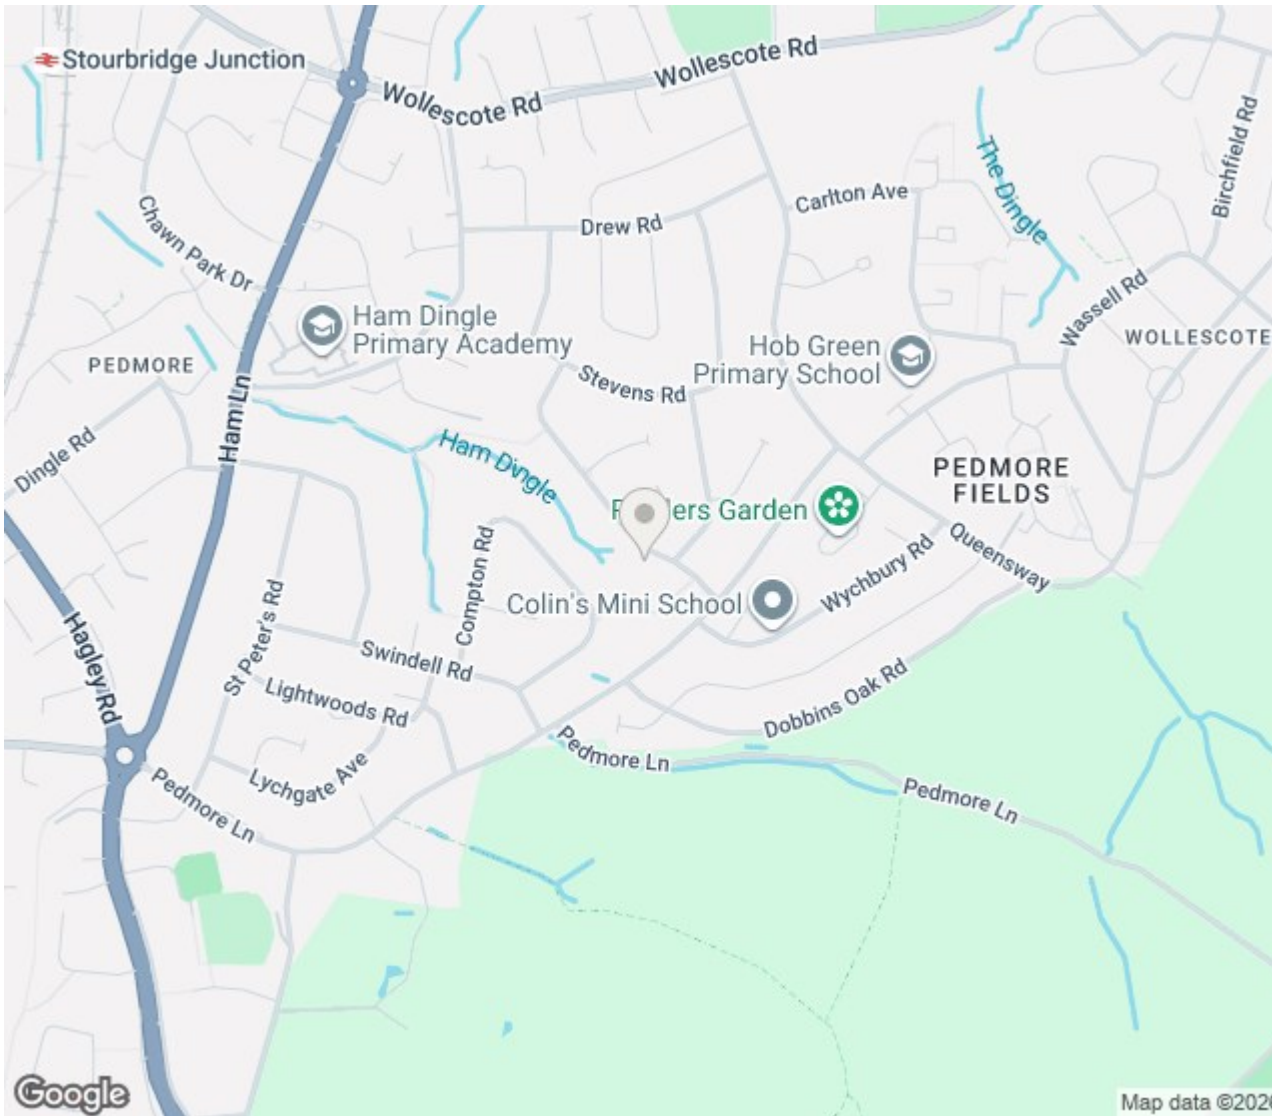 Stourbridge Junction
Wollescote Rd
Wollescote Rd
Birchfield Rd
The Dingle
Carlton Ave
Chawn Park Dr
Drew Rd
Wassell Rd
Ham Dingle
Primary Academy
Hob Green
Primary School
WOLLESCOTE
PEDMORE
Stevens Rd
Ham Ln
Dingle Rd
Ham Dingle
PEDMORE
FIELDS
Garden
Queensway
Compton Rd
Wychbury Rd
Colin's Mini School
St Peter's Rd
Hagley Rd
Swindell Rd
Lightwoods Rd
Dobbins Oak Rd
Pedmore Ln
Lychgate Ave
Pedmore Ln
Pedmore Ln
Google
Map data ©2026